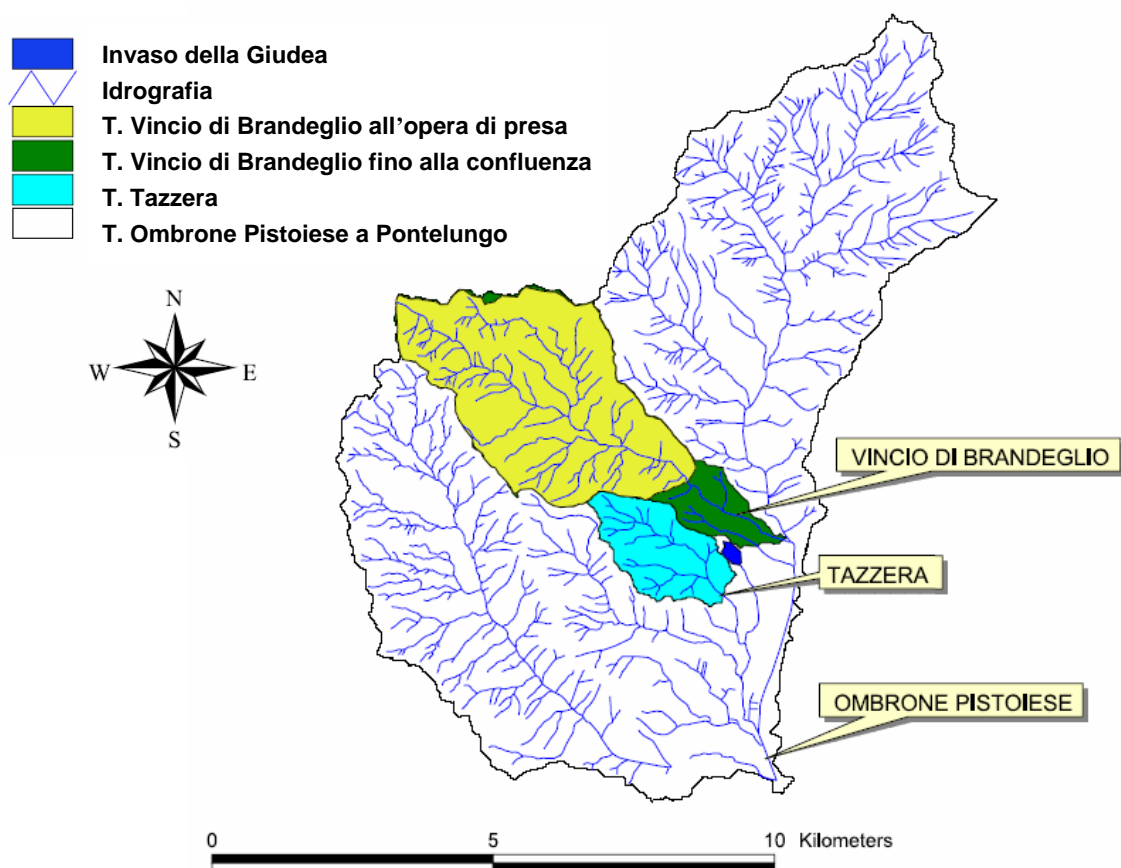 Invaso della Giudea
Idrografia
T. Vincio di Brandeglio all’opera di presa
T. Vincio di Brandeglio fino alla confluenza
T. Tazzera
T. Ombrone Pistoiese a Pontelungo
N
W E
S
VINCIO DI BRANDEGLIO
TAZZERA
OMBRONE PISTOIESE
0 5 10 Kilometers